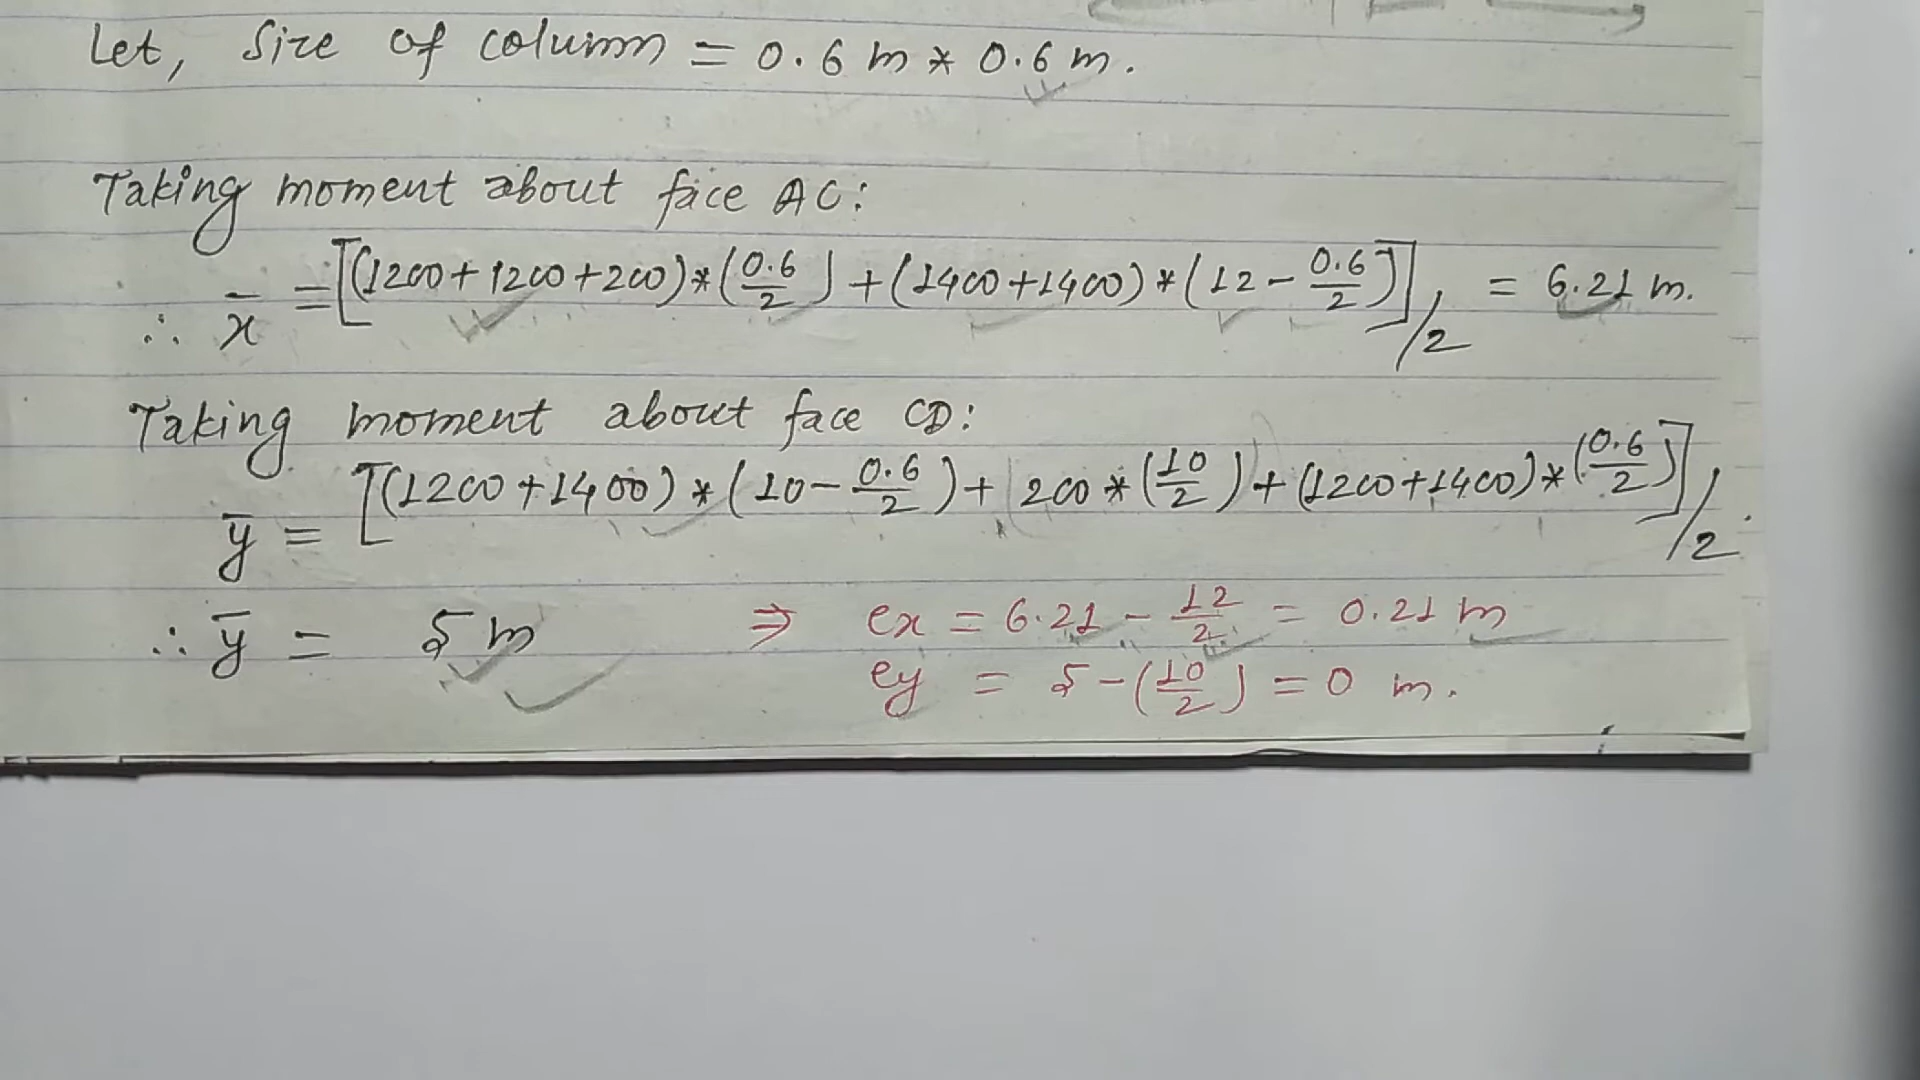 Let, Size of column = 0.6 m * 0.6 m.
Taking moment about face AC:
∴ x̄ = [(1200 + 1200 + 200) * (0.6/2) + (1400 + 1400) * (12 - 0.6/2)]/2 = 6.21 m.
Taking moment about face CD:
ȳ = [(1200 + 1400) * (10 - 0.6/2) + 200 * (10/2) + (1200 + 1400) * (0.6/2)]/2
∴ ȳ = 5 m ⇒ ex = 6.21 - 12/2 = 0.21 m
ey = 5 - (10/2) = 0 m.